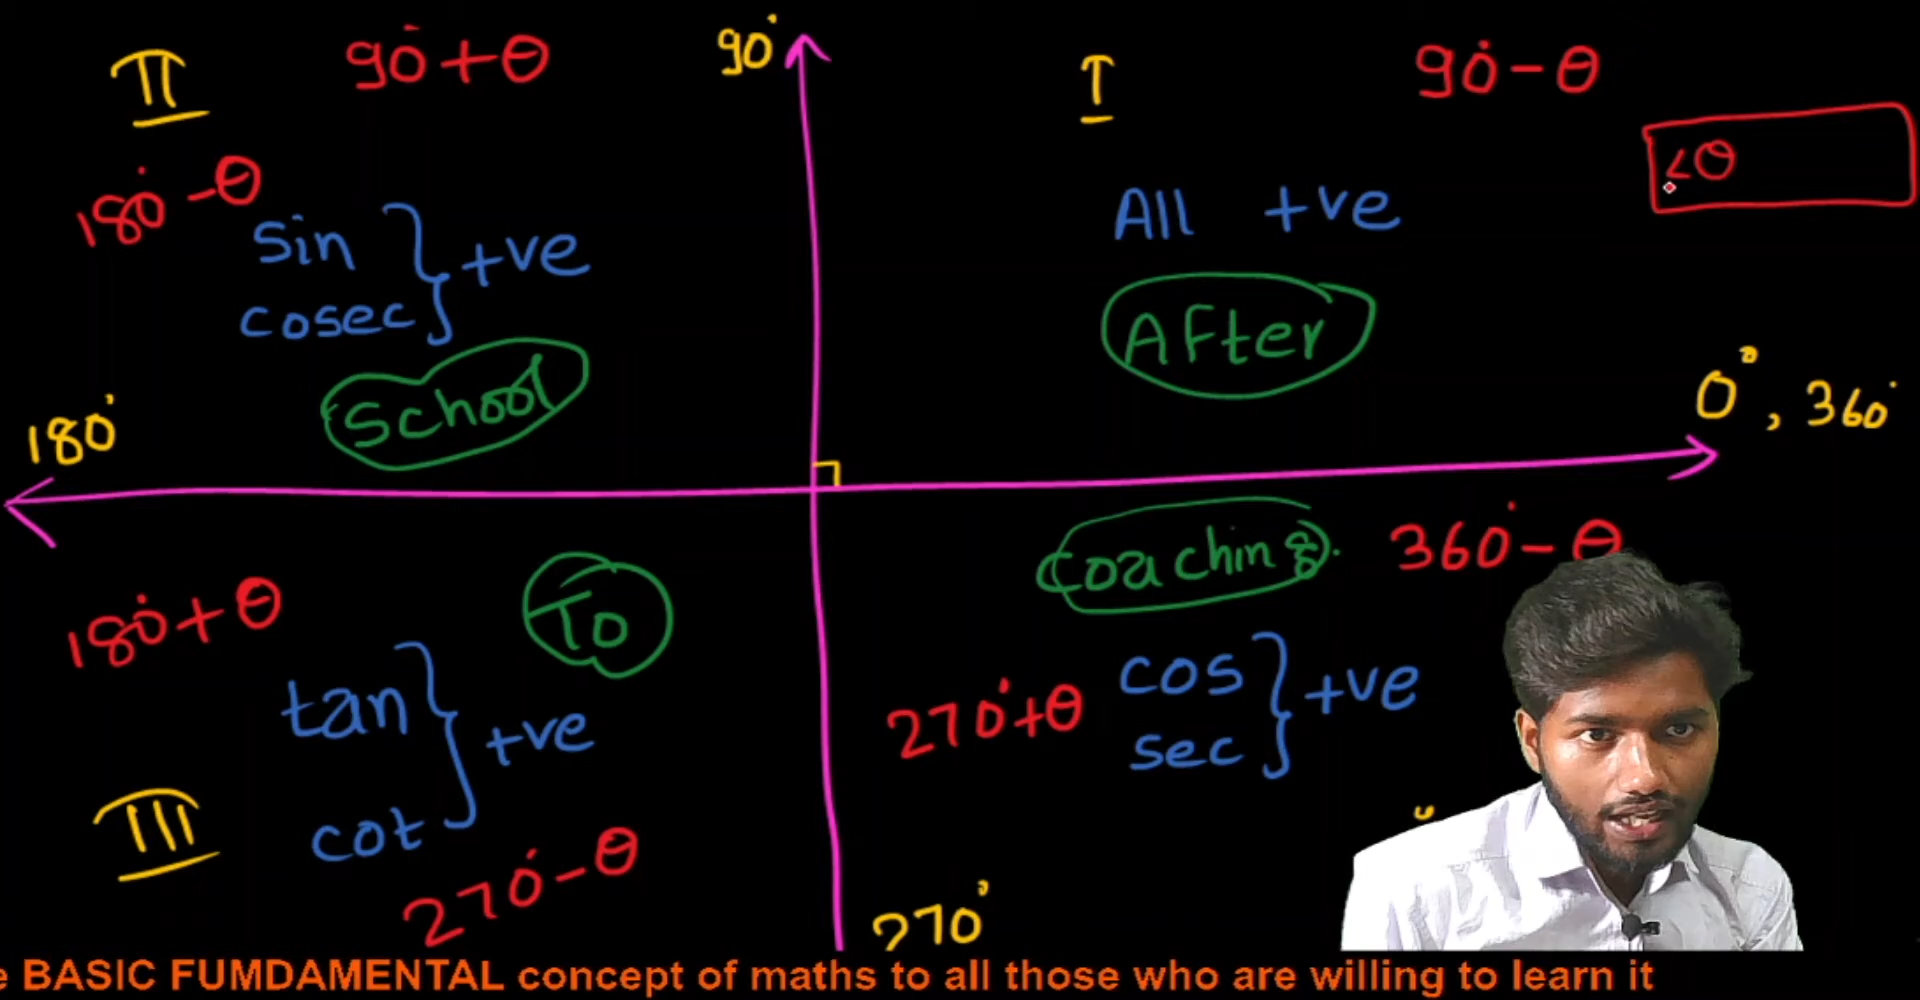 II 90°+θ 90° I 90°-θ
<θ
180°-θ
sin
cosec
+ve
All +ve
After
School
180°
0°, 360°
Coaching. 360°-θ
180°+θ
To
tan
cot
+ve
270°+θ
cos
sec
+ve
III
270°-θ
270°
BASIC FUMDAMENTAL concept of maths to all those who are willing to learn it